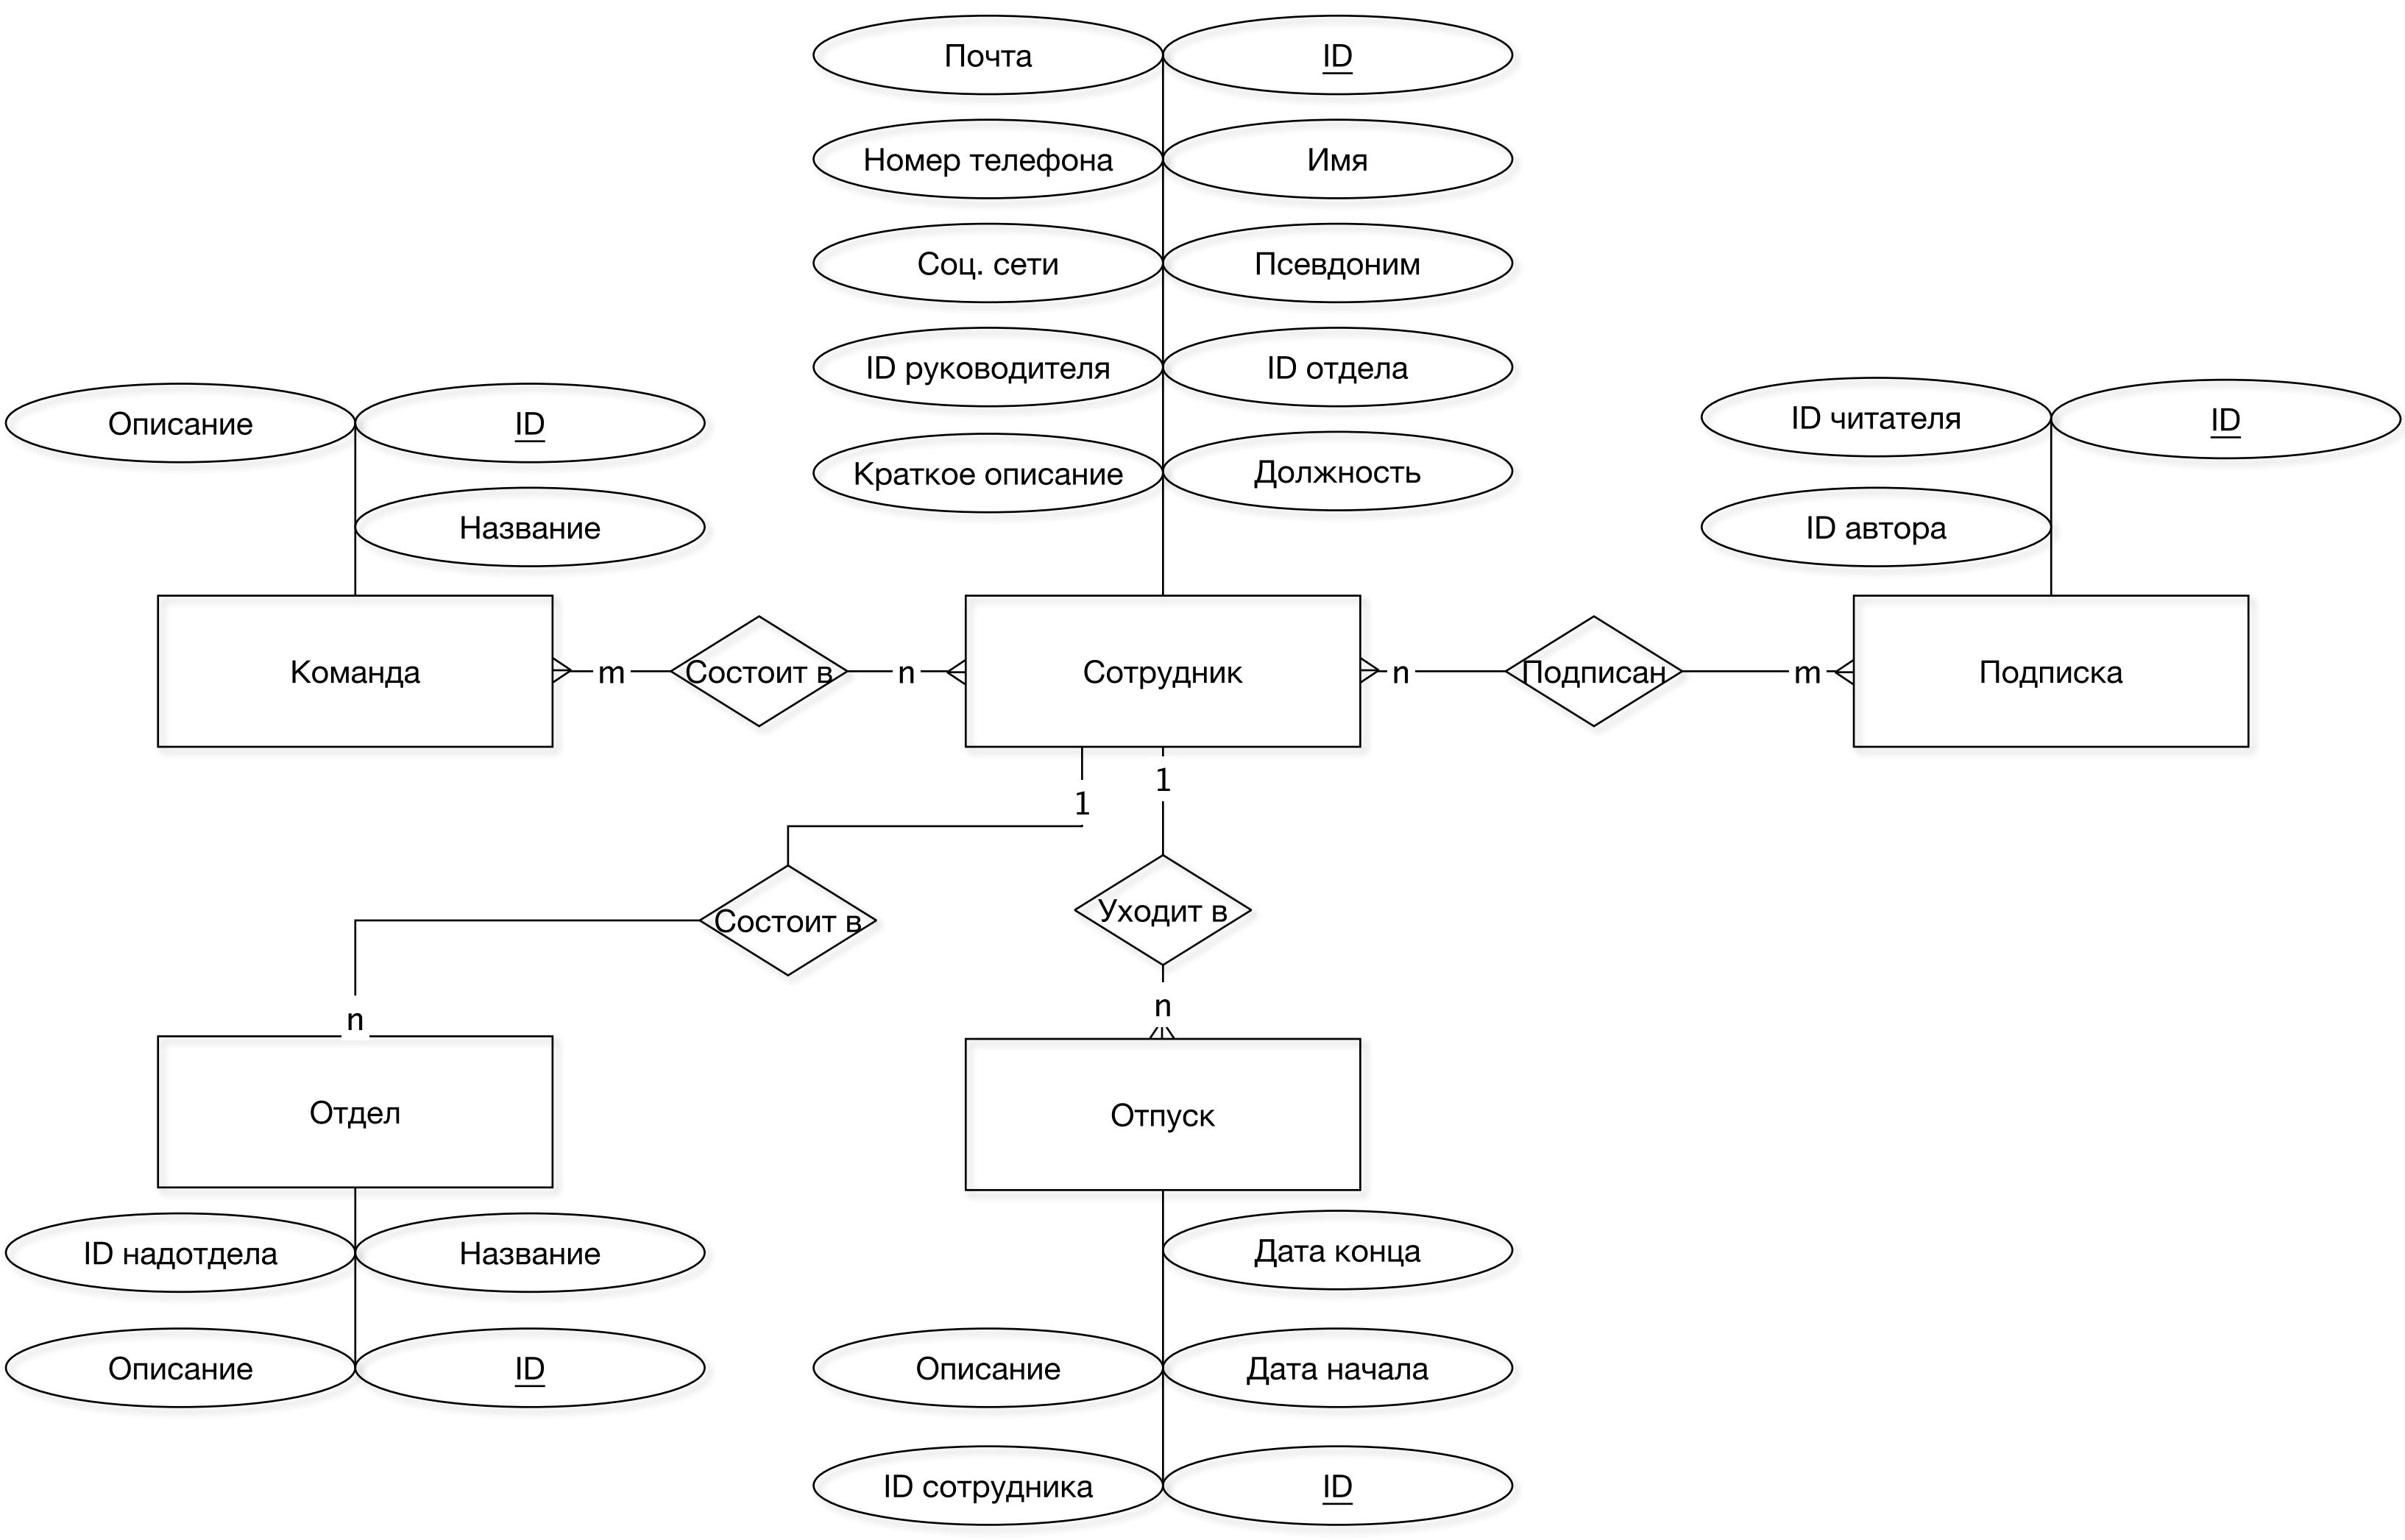 Почта
ID
Номер телефона
Имя
Соц. сети
Псевдоним
ID руководителя
ID отдела
Краткое описание
Должность
Описание
ID
Название
ID читателя
ID
ID автора
Команда
m
Состоит в
n
Сотрудник
n
Подписан
m
Подписка
1
1
Состоит в
Уходит в
n
n
Отдел
Отпуск
ID надотдела
Название
Описание
ID
Дата конца
Описание
Дата начала
ID сотрудника
ID